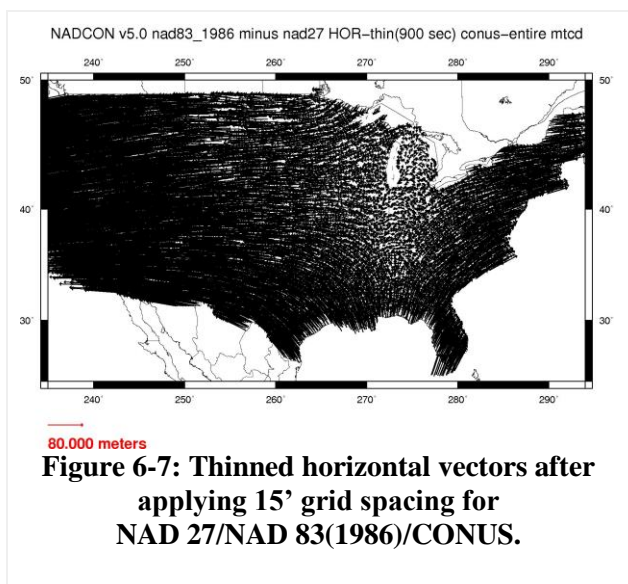 NADCON v5.0 nad83_1986 minus nad27 HOR-thin(900 sec) conus-entire mtcd
240˚ 250˚ 260˚ 270˚ 280˚ 290˚
50˚ 50˚
40˚ 40˚
30˚ 30˚
240˚ 250˚ 260˚ 270˚ 280˚ 290˚
80.000 meters
Figure 6-7: Thinned horizontal vectors after
applying 15’ grid spacing for
NAD 27/NAD 83(1986)/CONUS.